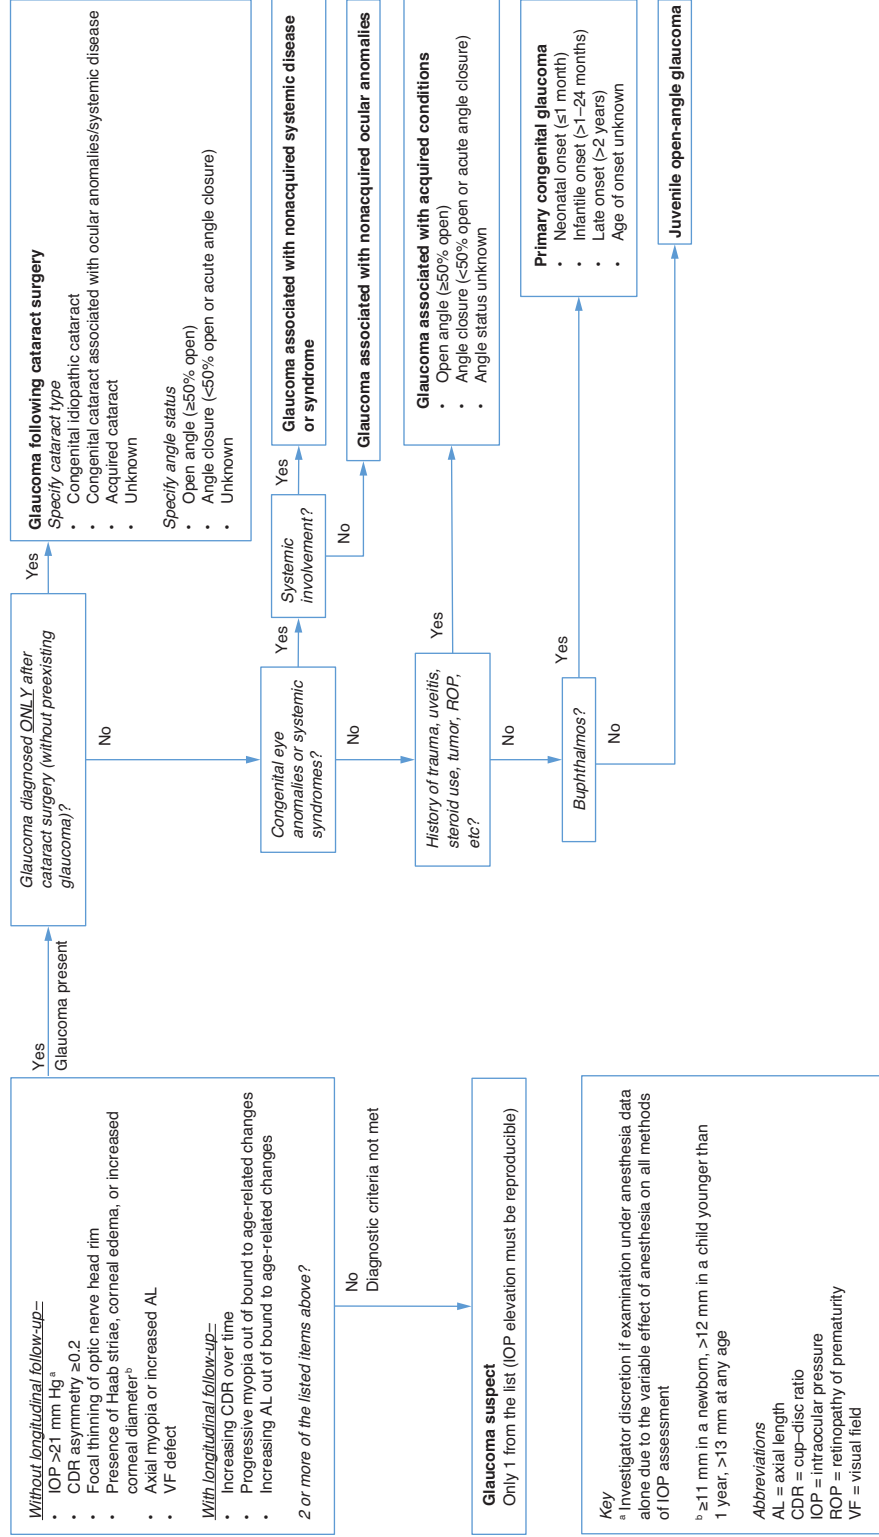 Without longitudinal follow-up–
• IOP >21 mm Hg a
• CDR asymmetry ≥0.2
• Focal thinning of optic nerve head rim
• Presence of Haab striae, corneal edema, or increased
corneal diameter b
• Axial myopia or increased AL
• VF defect
With longitudinal follow-up–
• Increasing CDR over time
• Progressive myopia out of bound to age-related changes
• Increasing AL out of bound to age-related changes
2 or more of the listed items above?
Yes
Glaucoma present
No
Diagnostic criteria not met
Glaucoma suspect
Only 1 from the list (IOP elevation must be reproducible)
Key
a Investigator discretion if examination under anesthesia data
alone due to the variable effect of anesthesia on all methods
of IOP assessment
b ≥11 mm in a newborn, >12 mm in a child younger than
1 year, >13 mm at any age
Abbreviations
AL = axial length
CDR = cup–disc ratio
IOP = intraocular pressure
ROP = retinopathy of prematurity
VF = visual field
Glaucoma diagnosed ONLY after
cataract surgery (without preexisting
glaucoma)?
Yes
No
Glaucoma following cataract surgery
Specify cataract type
• Congenital idiopathic cataract
• Congenital cataract associated with ocular anomalies/systemic disease
• Acquired cataract
• Unknown
Specify angle status
• Open angle (≥50% open)
• Angle closure (<50% open or acute angle closure)
• Unknown
Congenital eye
anomalies or systemic
syndromes?
Yes
No
Systemic
involvement?
Yes
No
Glaucoma associated with nonacquired systemic disease
or syndrome
Glaucoma associated with nonacquired ocular anomalies
History of trauma, uveitis,
steroid use, tumor, ROP,
etc?
Yes
No
Glaucoma associated with acquired conditions
• Open angle (≥50% open)
• Angle closure (<50% open or acute angle closure)
• Angle status unknown
Buphthalmos?
Yes
No
Primary congenital glaucoma
• Neonatal onset (≤1 month)
• Infantile onset (>1–24 months)
• Late onset (>2 years)
• Age of onset unknown
Juvenile open-angle glaucoma